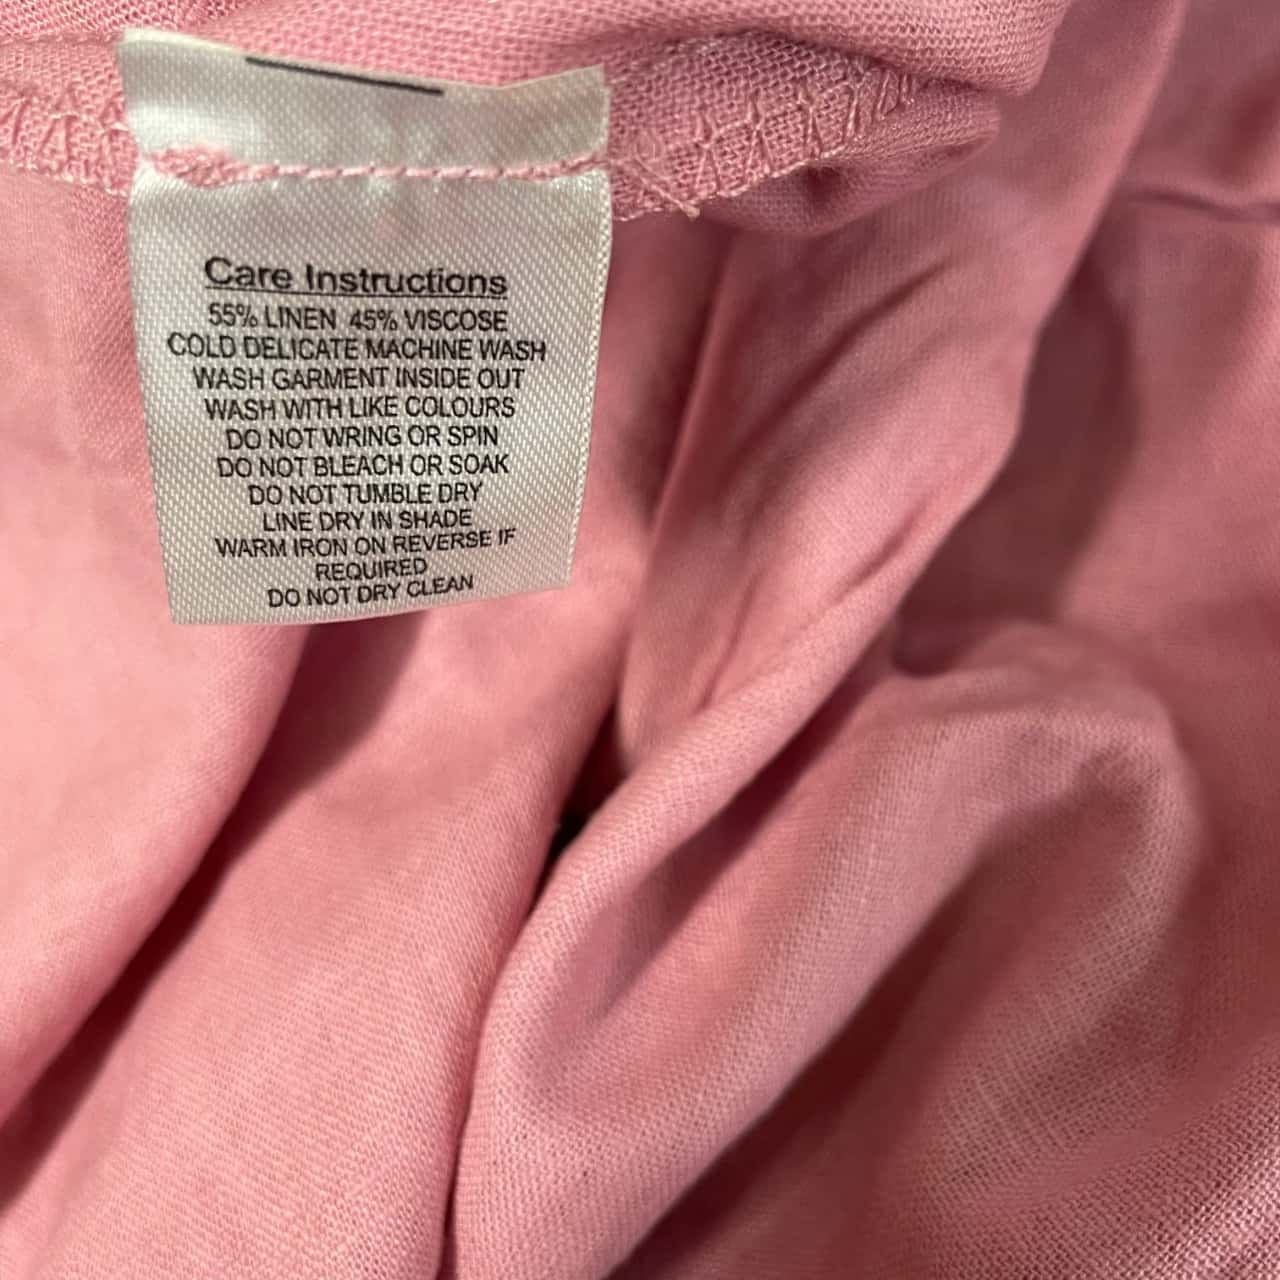 Care Instructions
55% LINEN 45% VISCOSE
COLD DELICATE MACHINE WASH
WASH GARMENT INSIDE OUT
WASH WITH LIKE COLOURS
DO NOT WRING OR SPIN
DO NOT BLEACH OR SOAK
DO NOT TUMBLE DRY
LINE DRY IN SHADE
WARM IRON ON REVERSE IF
REQUIRED
DO NOT DRY CLEAN